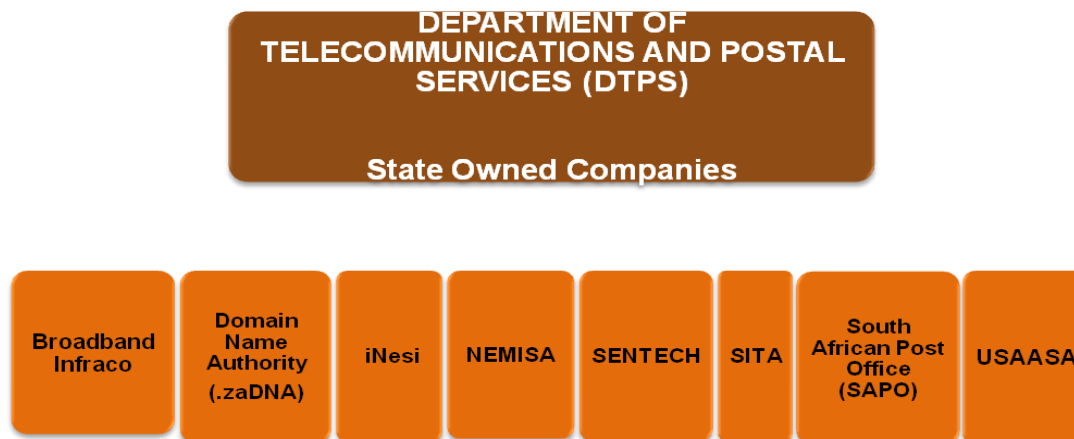 DEPARTMENT OF
TELECOMMUNICATIONS AND POSTAL
SERVICES (DTPS)
State Owned Companies
Broadband
Infraco
Domain
Name
Authority
(.zaDNA)
iNesi
NEMISA
SENTECH
SITA
South
African Post
Office
(SAPO)
USAASA